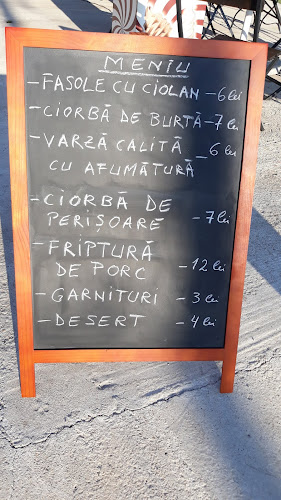 MENIU
- FASOLE CU CIOLAN - 6 lei
- CIORBĂ DE BURTĂ - 7 lei
- VARZĂ CALITĂ - 6 lei
CU AFUMĂTURĂ
- CIORBĂ DE
PERISOARE - 7 lei
- FRIPTURĂ
DE PORC - 12 lei
- GARNITURI - 3 lei
- DESERT - 4 lei